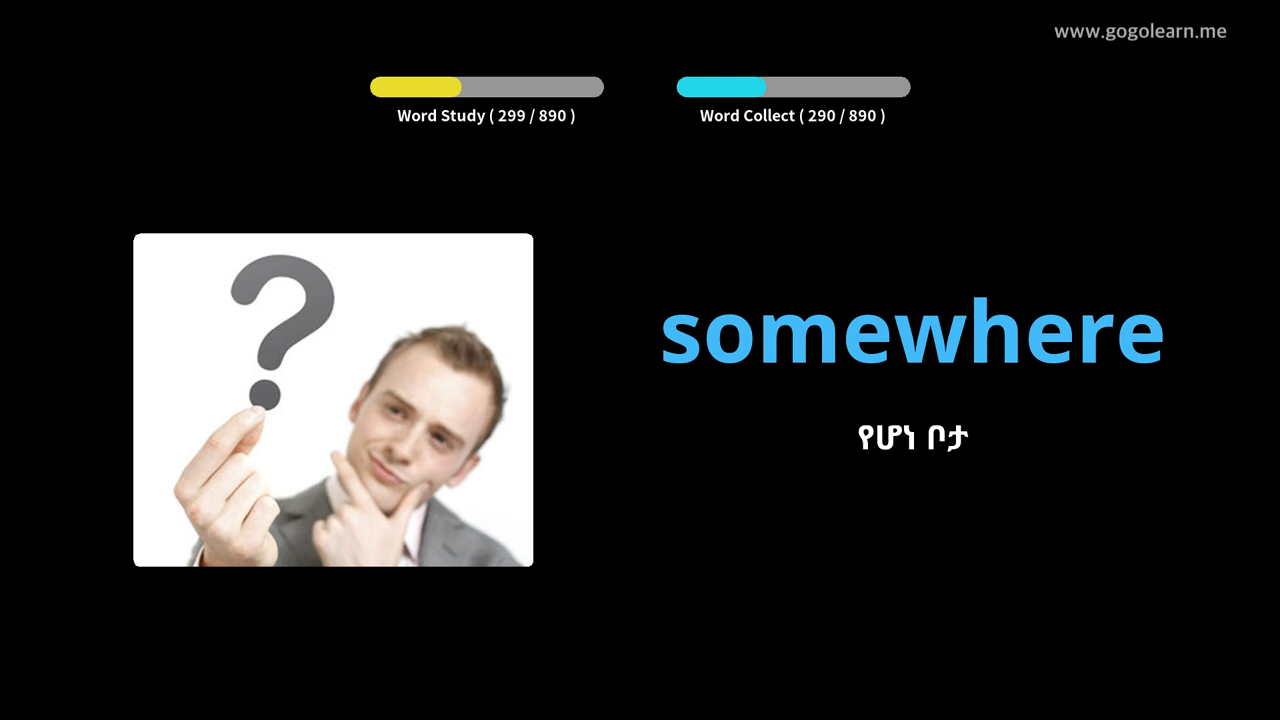 www.gogolearn.me
Word Study ( 299 / 890 )
Word Collect ( 290 / 890 )
?
somewhere
የሆነ ቦታ